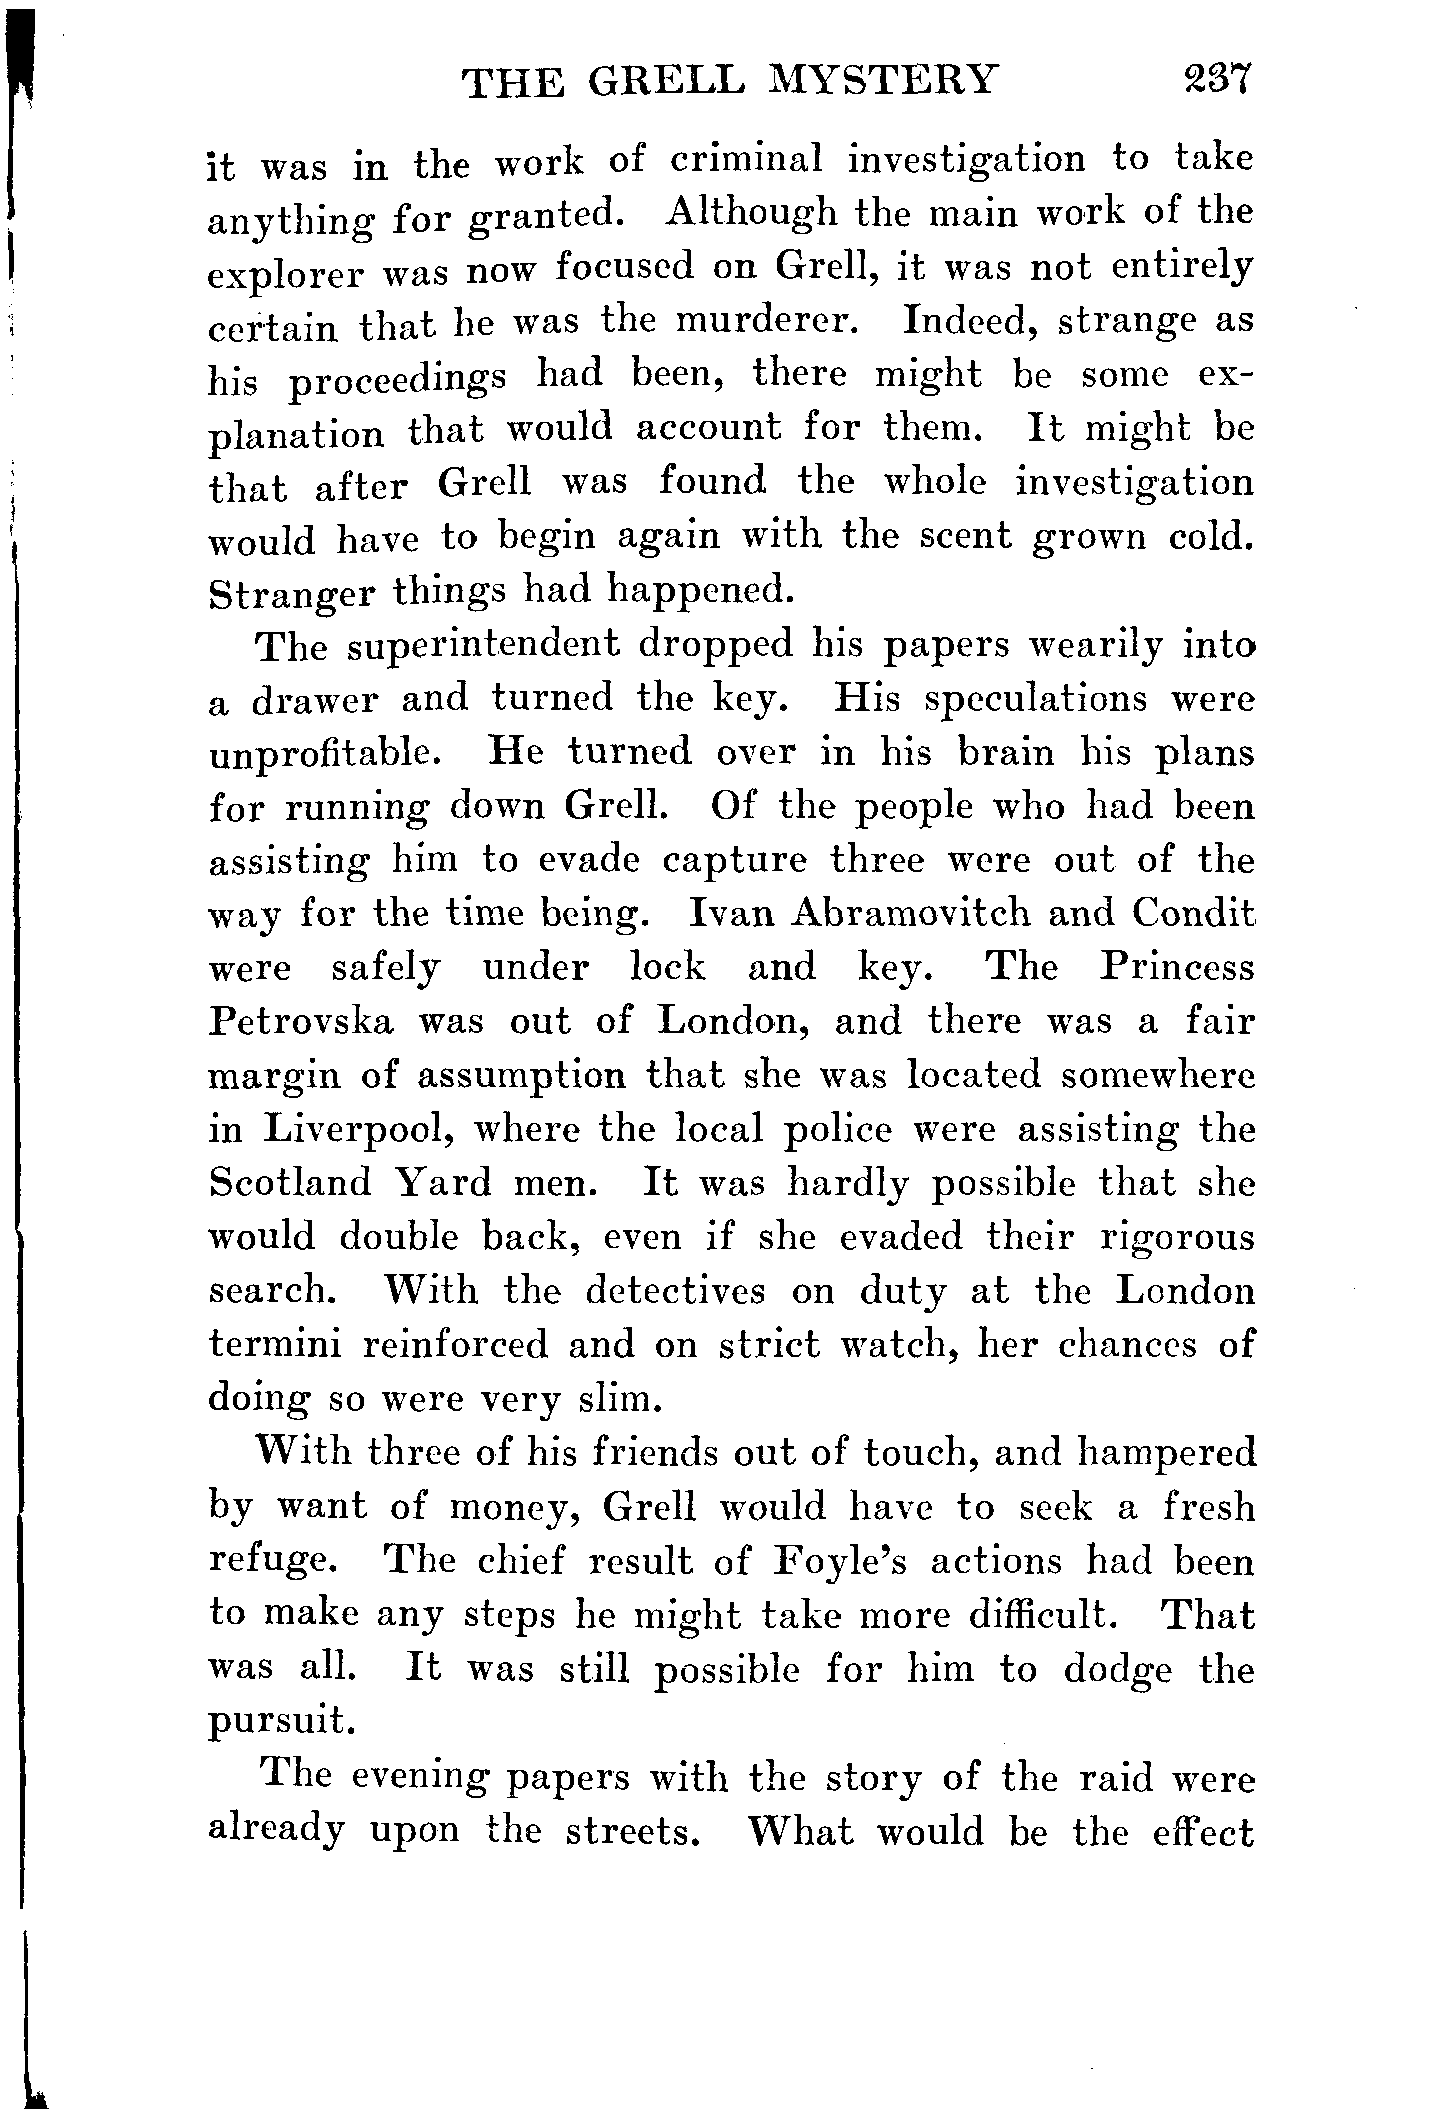 THE GRELL MYSTERY 237
it was in the work of criminal investigation to take
anything for granted. Although the main work of the
explorer was now focused on Grell, it was not entirely
certain that he was the murderer. Indeed, strange as
his proceedings had been, there might be some ex-
planation that would account for them. It might be
that after Grell was found the whole investigation
would have to begin again with the scent grown cold.
Stranger things had happened.
The superintendent dropped his papers wearily into
a drawer and turned the key. His speculations were
unprofitable. He turned over in his brain his plans
for running down Grell. Of the people who had been
assisting him to evade capture three were out of the
way for the time being. Ivan Abramovitch and Condit
were safely under lock and key. The Princess
Petrovska was out of London, and there was a fair
margin of assumption that she was located somewhere
in Liverpool, where the local police were assisting the
Scotland Yard men. It was hardly possible that she
would double back, even if she evaded their rigorous
search. With the detectives on duty at the London
termini reinforced and on strict watch, her chances of
doing so were very slim.
With three of his friends out of touch, and hampered
by want of money, Grell would have to seek a fresh
refuge. The chief result of Foyle's actions had been
to make any steps he might take more difficult. That
was all. It was still possible for him to dodge the
pursuit.
The evening papers with the story of the raid were
already upon the streets. What would be the effect